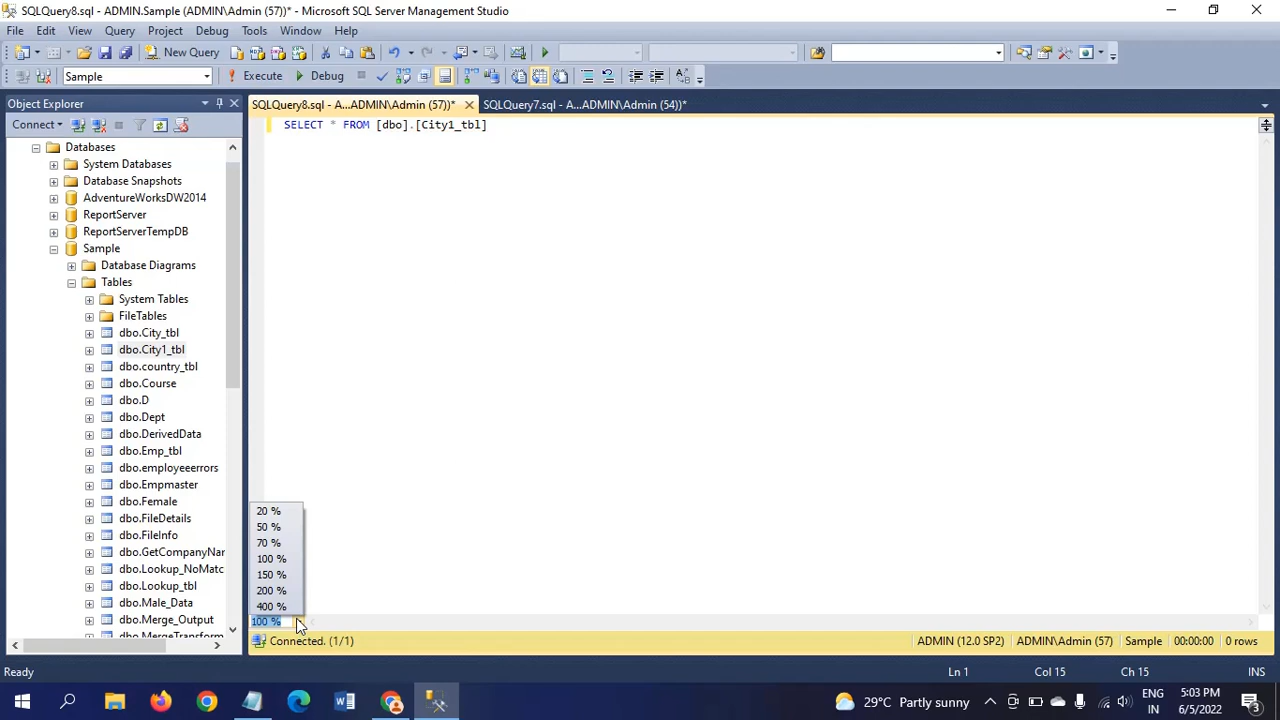 SQLQuery8.sql - ADMIN.Sample (ADMIN\Admin (57))* - Microsoft SQL Server Management Studio
File Edit View Query Project Debug Tools Window Help
New Query
Sample Execute Debug
Object Explorer
SQLQuery8.sql - A...ADMIN\Admin (57))* SQLQuery7.sql - A...ADMIN\Admin (54))*
Connect
SELECT * FROM [dbo].[City1_tbl]
Databases
System Databases
Database Snapshots
AdventureWorksDW2014
ReportServer
ReportServerTempDB
Sample
Database Diagrams
Tables
System Tables
FileTables
dbo.City_tbl
dbo.City1_tbl
dbo.country_tbl
dbo.Course
dbo.D
dbo.Dept
dbo.DerivedData
dbo.Emp_tbl
dbo.employeeerrors
dbo.Empmaster
dbo.Female
dbo.FileDetails
dbo.FileInfo
dbo.GetCompanyNar
dbo.Lookup_NoMatc
dbo.Lookup_tbl
dbo.Male_Data
dbo.Merge_Output
dbo.MergeTransform
20 %
50 %
70 %
100 %
150 %
200 %
400 %
100 %
Connected. (1/1) ADMIN (12.0 SP2) ADMIN\Admin (57) Sample 00:00:00 0 rows
Ready Ln 1 Col 15 Ch 15 INS
29°C Partly sunny
ENG
IN
5:03 PM
6/5/2022
3